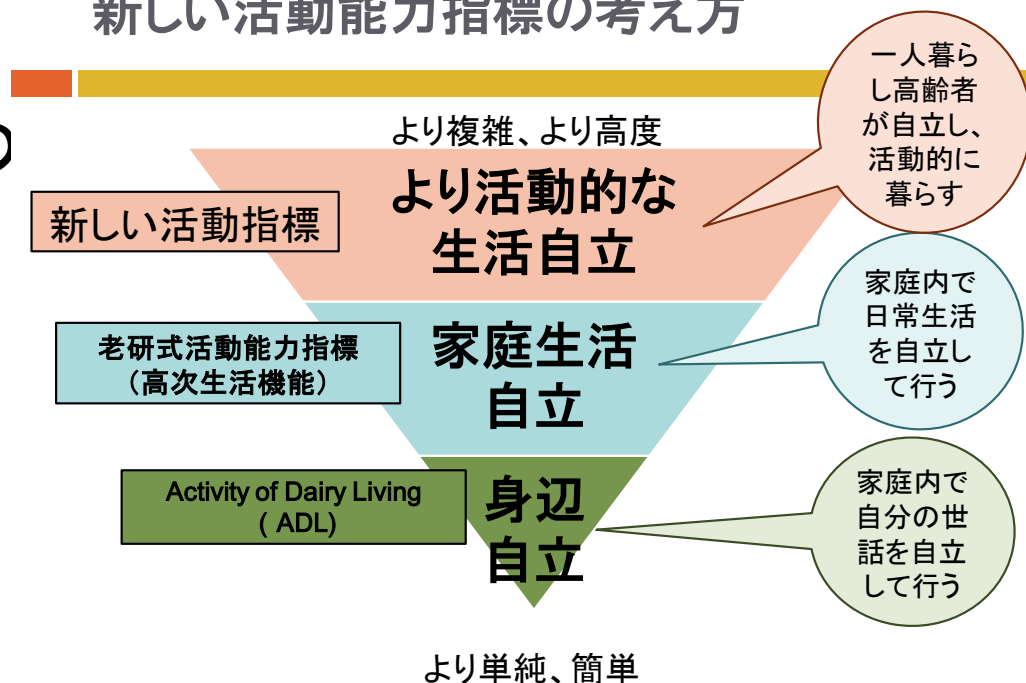 新しい活動能力指標の考え方
より複雑、より高度
より活動的な
生活自立
新しい活動指標
一人暮ら
し高齢者
が自立し、
活動的に
暮らす
家庭生活
自立
老研式活動能力指標
（高次生活機能）
家庭内で
日常生活
を自立し
て行う
身辺
自立
Activity of Dairy Living
( ADL)
家庭内で
自分の世
話を自立
して行う
より単純、簡単